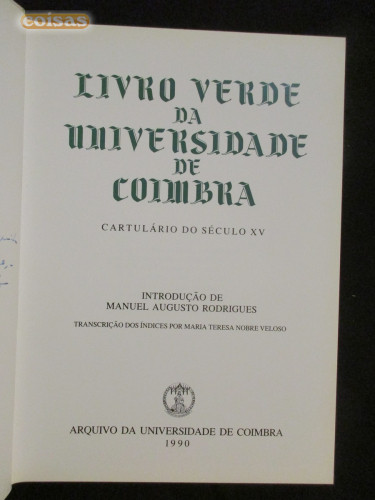 coisas
LIVRO VERDE
DA
UNIVERSIDADE
DE
COIMBRA
CARTULÁRIO DO SÉCULO XV
INTRODUÇÃO DE
MANUEL AUGUSTO RODRIGUES
TRANSCRIÇÃO DOS ÍNDICES POR MARIA TERESA NOBRE VELOSO
ARQUIVO DA UNIVERSIDADE DE COIMBRA
1990